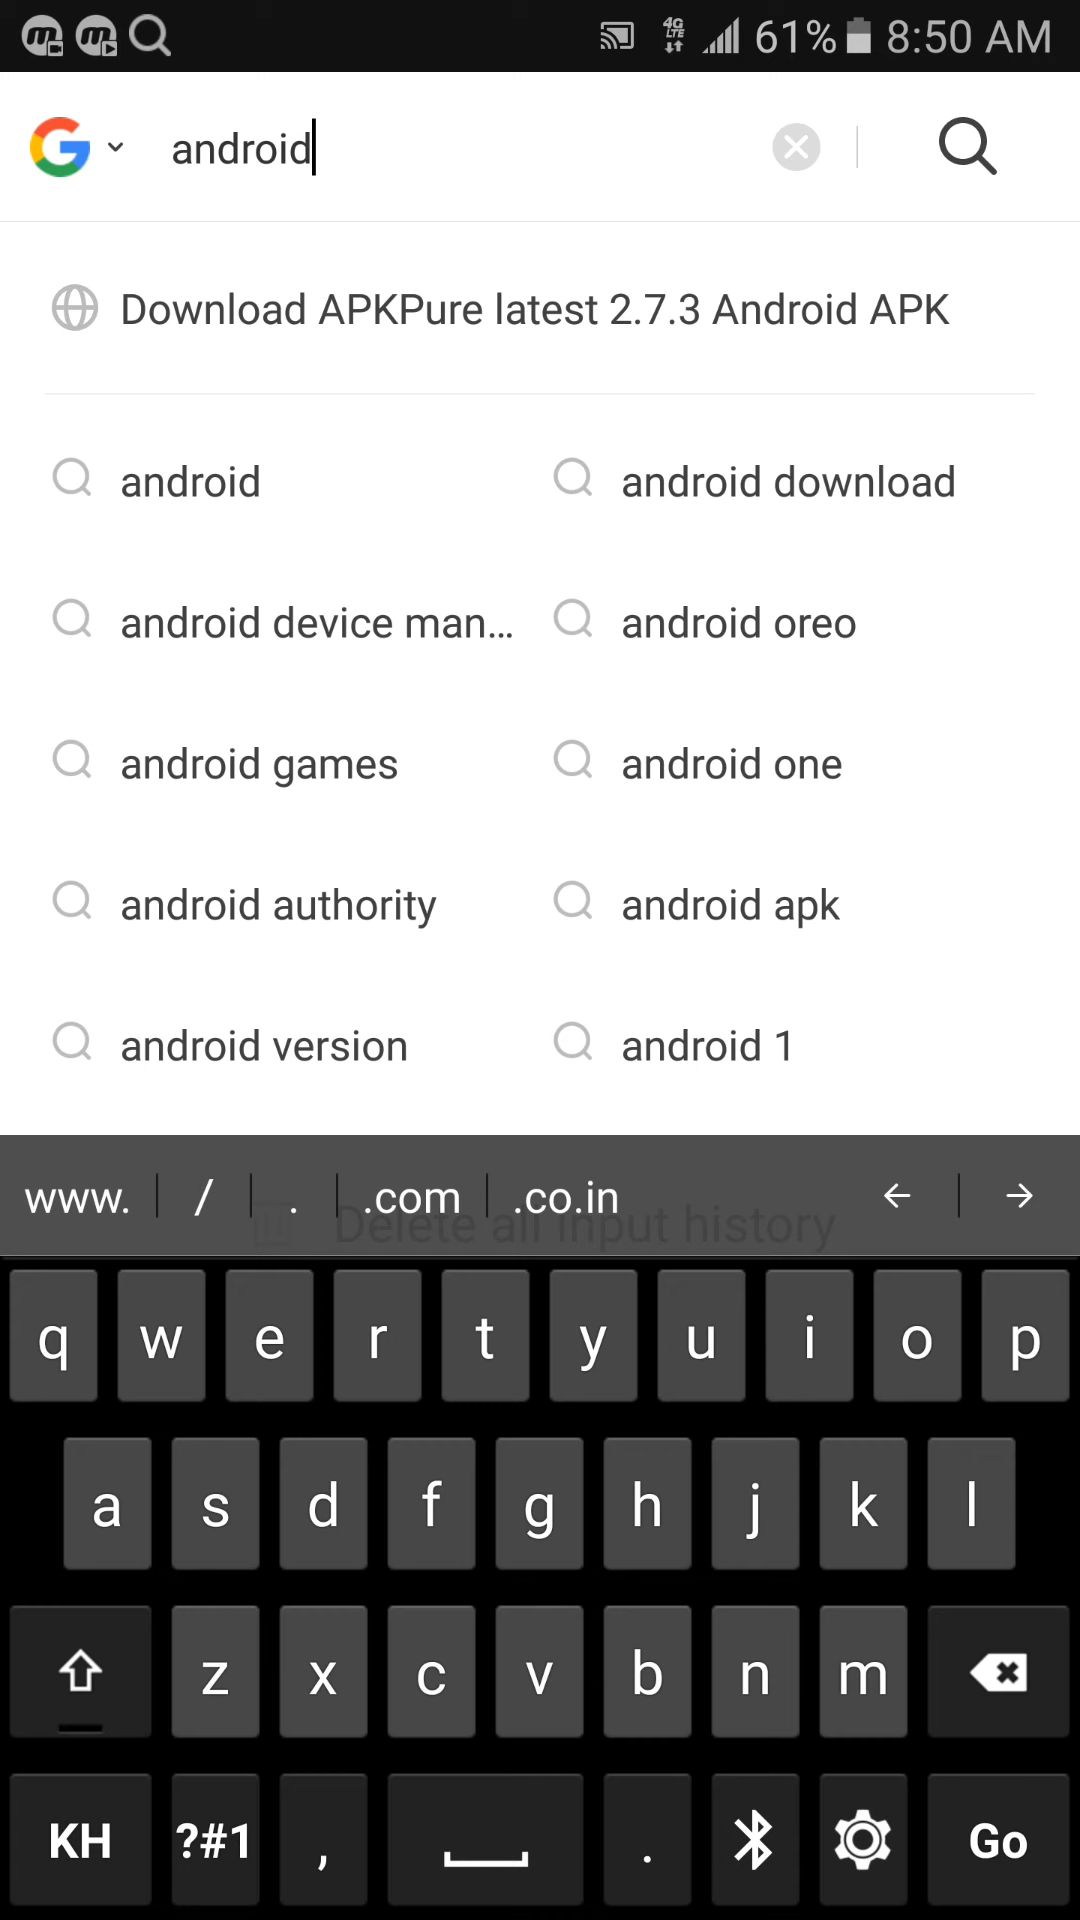 4G
LTE
61% 8:50 AM
android
Download APKPure latest 2.7.3 Android APK
android
android download
android device man...
android oreo
android games
android one
android authority
android apk
android version
android 1
www. / . .com .co.in ← →
Delete all input history
q w e r t y u i o p
a s d f g h j k l
z x c v b n m
KH ?#1 , . Go